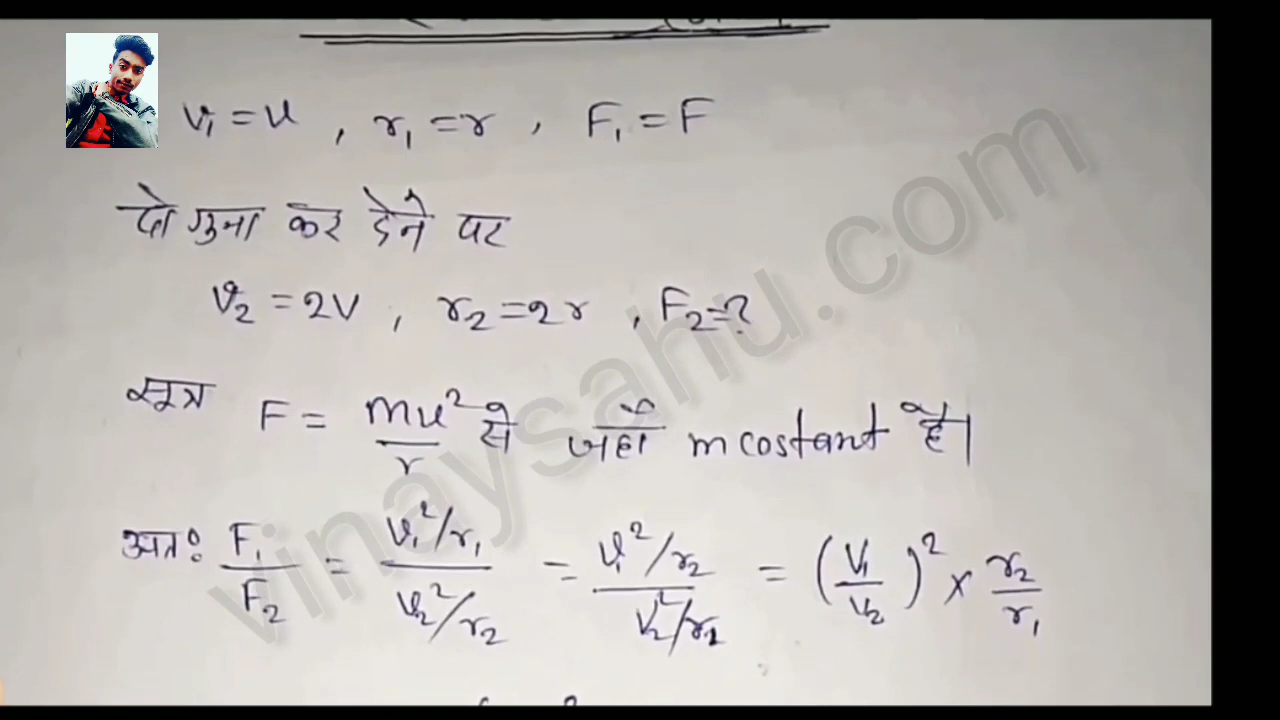 v₁ = u , r₁ = r , F₁ = F
दो गुना कर देने पर
v₂ = 2V , r₂ = 2r , F₂ = ?
सूत्र F = mu²/r से जहाँ m costant है।
अतः F₁/F₂ = (v₁²/r₁)/(v₂²/r₂) = (v₁²/r₂)/(v₂²/r₁) = (V₁/V₂)² × r₂/r₁
vinaysahu.com